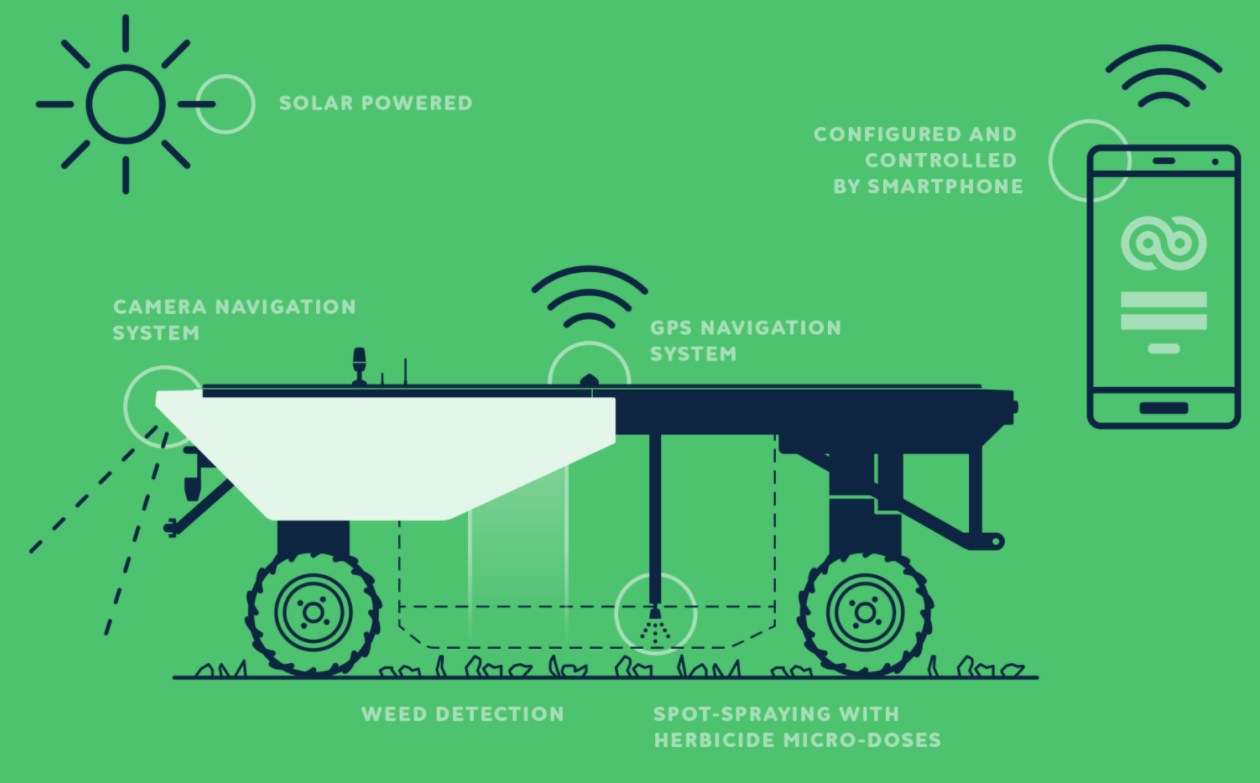 SOLAR POWERED
CONFIGURED AND
CONTROLLED
BY SMARTPHONE
CAMERA NAVIGATION
SYSTEM
GPS NAVIGATION
SYSTEM
WEED DETECTION
SPOT-SPRAYING WITH
HERBICIDE MICRO-DOSES